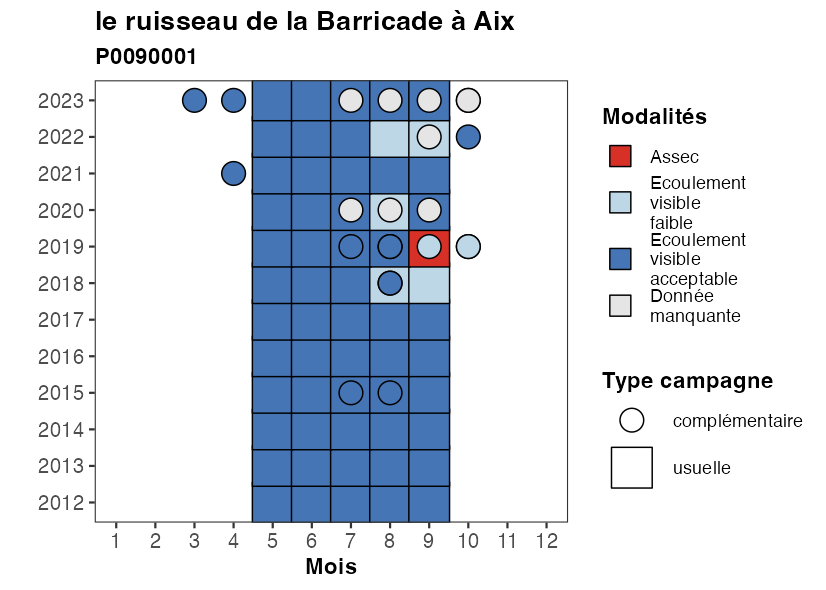 le ruisseau de la Barricade à Aix
P0090001
2023
2022
2021
2020
2019
2018
2017
2016
2015
2014
2013
2012
1 2 3 4 5 6 7 8 9 10 11 12
Mois
Modalités
Assec
Ecoulement
visible
faible
Ecoulement
visible
acceptable
Donnée
manquante
Type campagne
complémentaire
usuelle